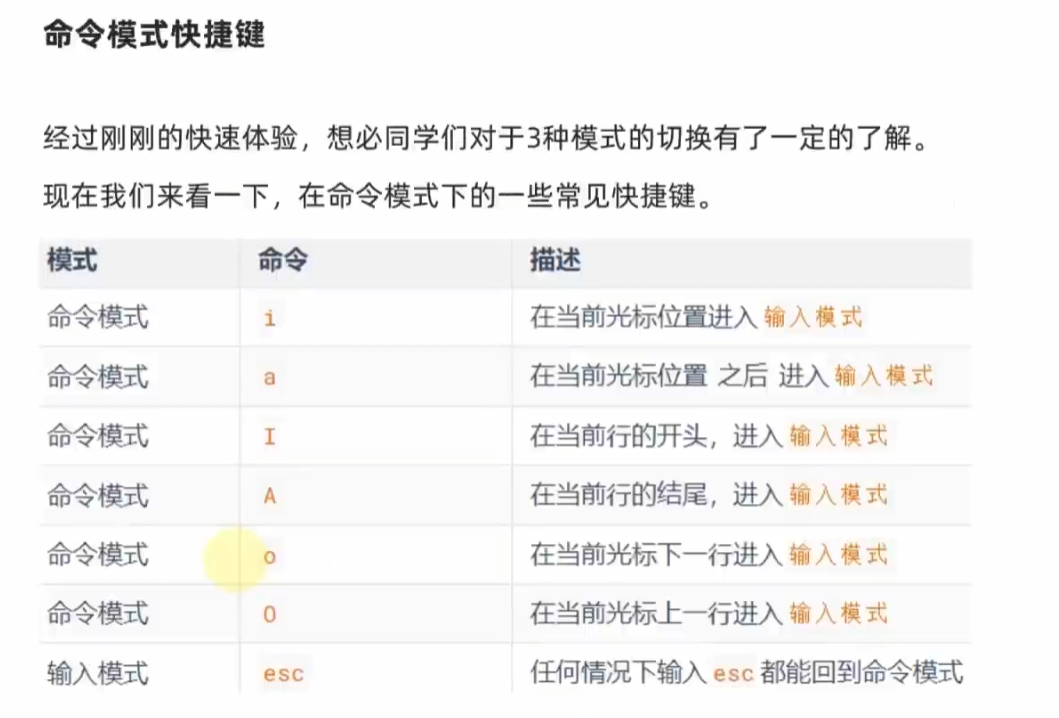 命令模式快捷键
经过刚刚的快速体验，想必同学们对于3种模式的切换有了一定的了解。
现在我们来看一下，在命令模式下的一些常见快捷键。
模式 命令 描述
命令模式 i 在当前光标位置进入 输入模式
命令模式 a 在当前光标位置 之后 进入 输入模式
命令模式 I 在当前行的开头，进入 输入模式
命令模式 A 在当前行的结尾，进入 输入模式
命令模式 o 在当前光标下一行进入 输入模式
命令模式 O 在当前光标上一行进入 输入模式
输入模式 esc 任何情况下输入 esc 都能回到命令模式